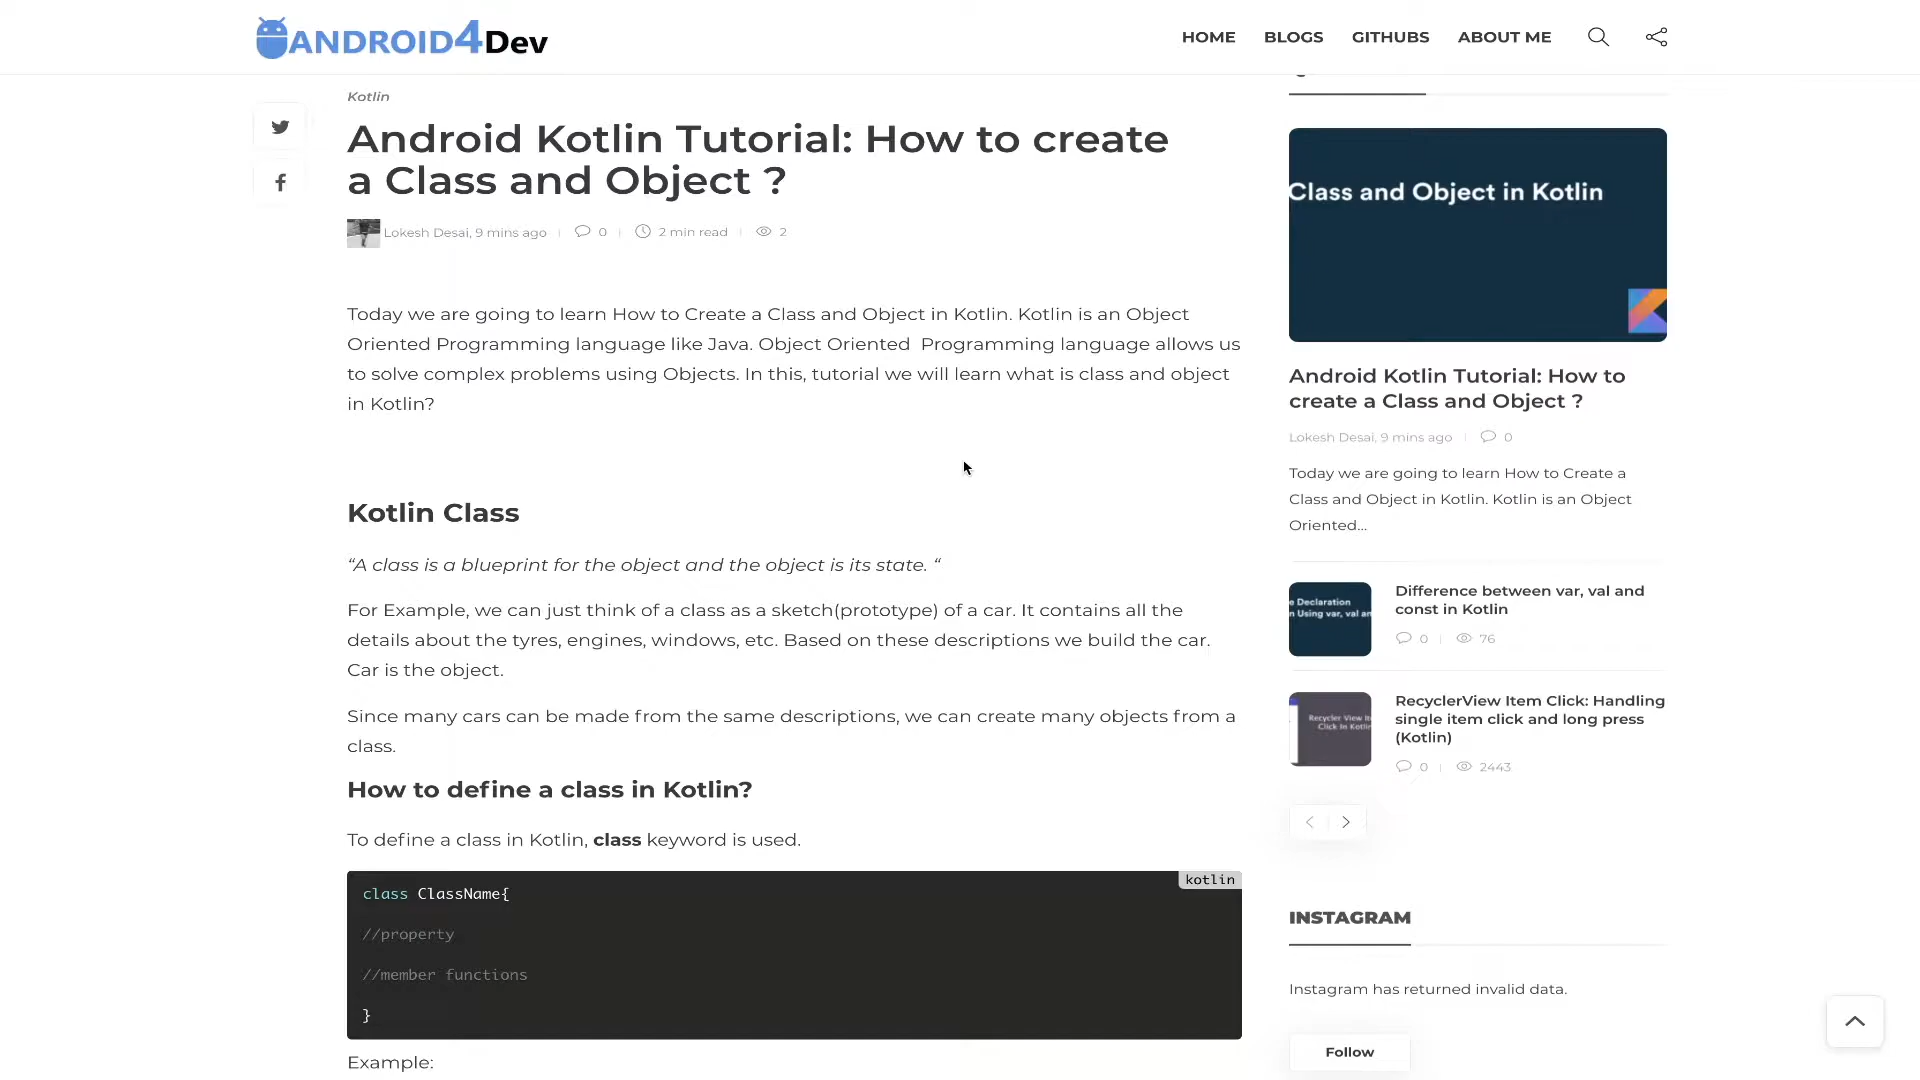 ANDROID4Dev
HOME BLOGS GITHUBS ABOUT ME
Kotlin
Android Kotlin Tutorial: How to create
a Class and Object ?
Lokesh Desai, 9 mins ago 0 2 min read 2
Today we are going to learn How to Create a Class and Object in Kotlin. Kotlin is an Object
Oriented Programming language like Java. Object Oriented  Programming language allows us
to solve complex problems using Objects. In this, tutorial we will learn what is class and object
in Kotlin?
Kotlin Class
“A class is a blueprint for the object and the object is its state. “
For Example, we can just think of a class as a sketch(prototype) of a car. It contains all the
details about the tyres, engines, windows, etc. Based on these descriptions we build the car.
Car is the object.
Since many cars can be made from the same descriptions, we can create many objects from a
class.
How to define a class in Kotlin?
To define a class in Kotlin, class keyword is used.
kotlin
class ClassName{
//property
//member functions
}
Example:
Class and Object in Kotlin
Android Kotlin Tutorial: How to
create a Class and Object ?
Lokesh Desai, 9 mins ago 0
Today we are going to learn How to Create a
Class and Object in Kotlin. Kotlin is an Object
Oriented...
e Declaration
n Using var, val an
Difference between var, val and
const in Kotlin
0 76
Recycler View It
Click In Kotlin
RecyclerView Item Click: Handling
single item click and long press
(Kotlin)
0 2443
INSTAGRAM
Instagram has returned invalid data.
Follow